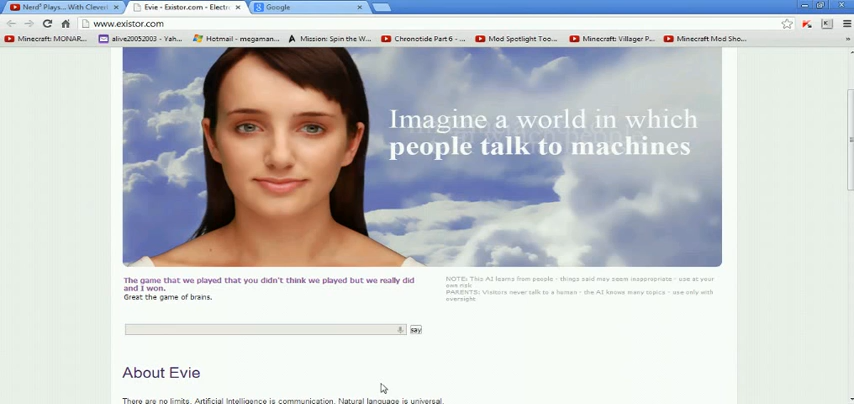 Nerd³ Plays... With Clever
Evie - Existor.com - Electr
Google
www.existor.com
Minecraft: MONAR...
alive20052003 - Yah...
Hotmail - megaman...
Mission: Spin the W...
Chronotide Part 6 - ...
Mod Spotlight Too...
Minecraft: Villager P...
Minecraft Mod Sho...
Imagine a world in which
people talk to machines
The game that we played that you didn't think we played but we really did
and I won.
Great the game of brains.
NOTE: This AI learns from people - things said may seem inappropriate - use at your
own risk
PARENTS: Visitors never talk to a human - the AI knows many topics - use only with
oversight
say
About Evie
There are no limits. Artificial Intelligence is communication. Natural language is universal.